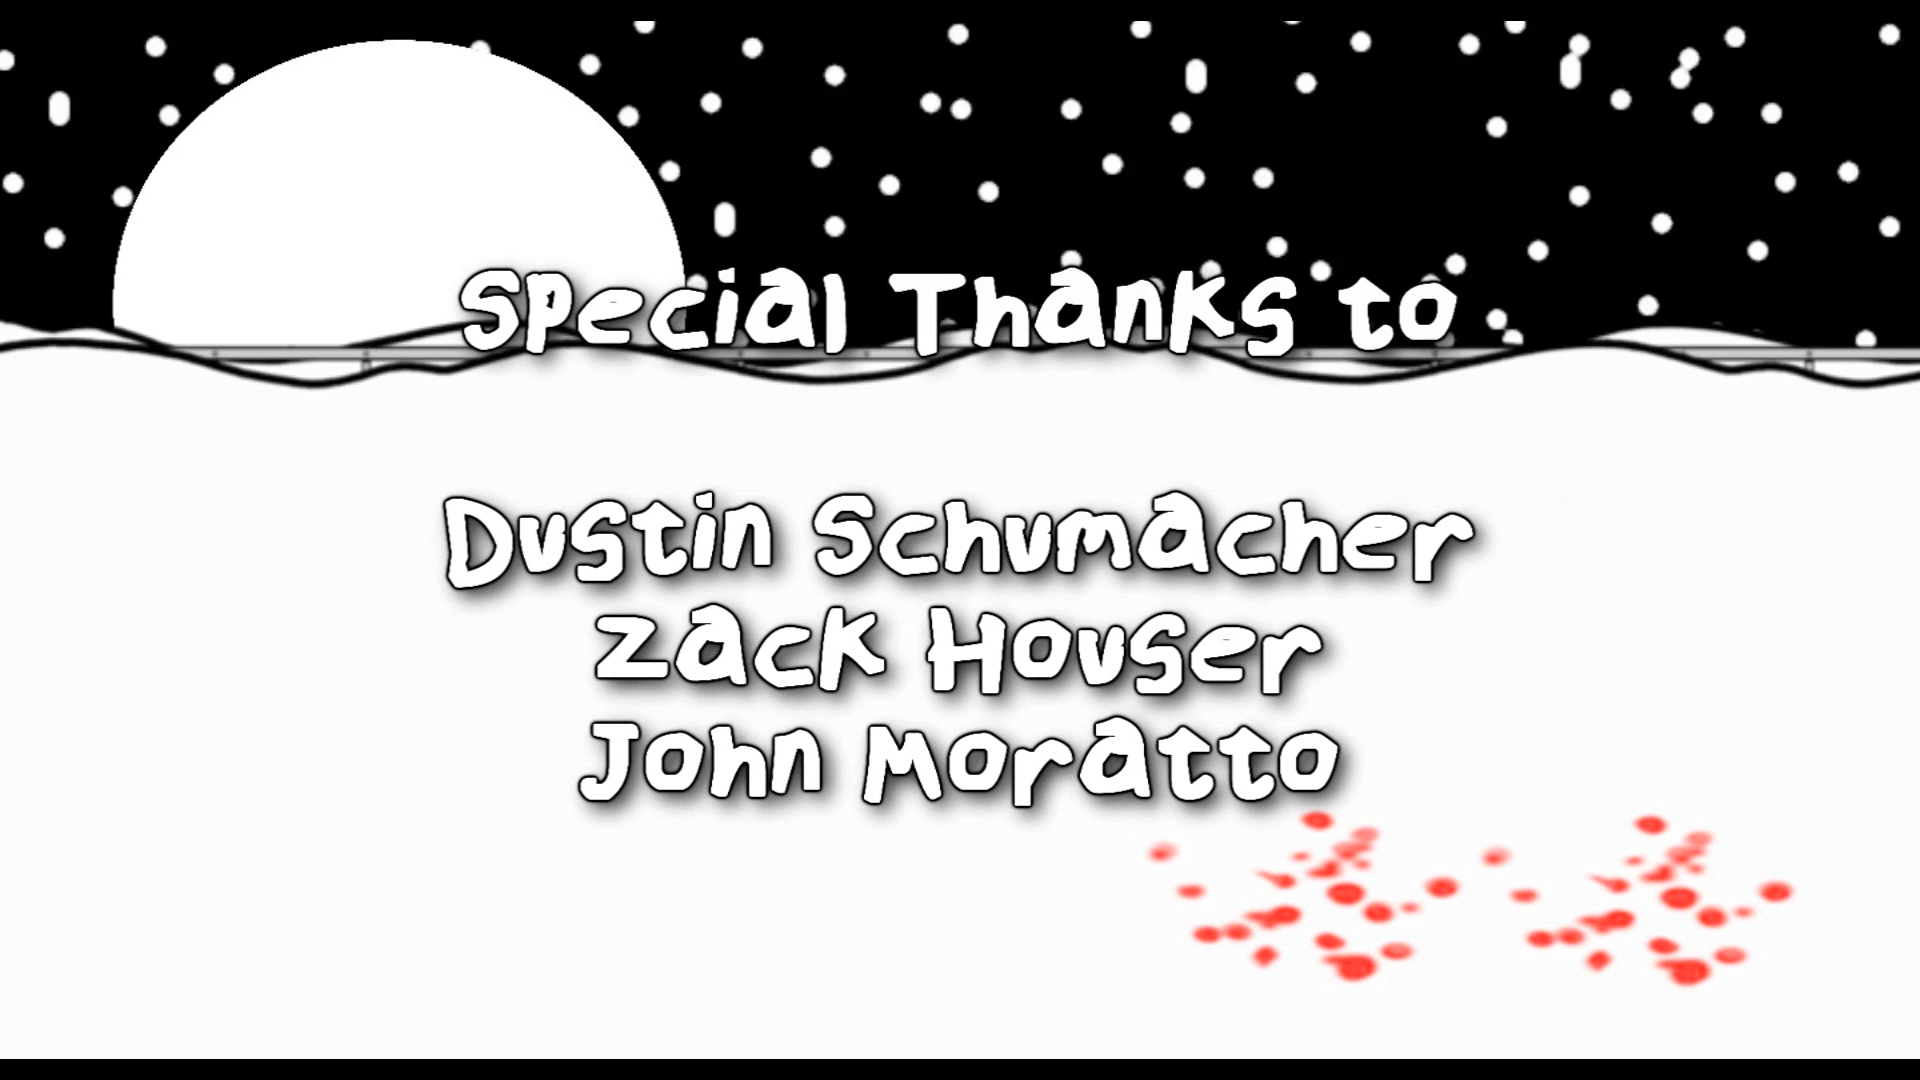 Special Thanks to
Dustin Schumacher
Zack Houser
John Moratto